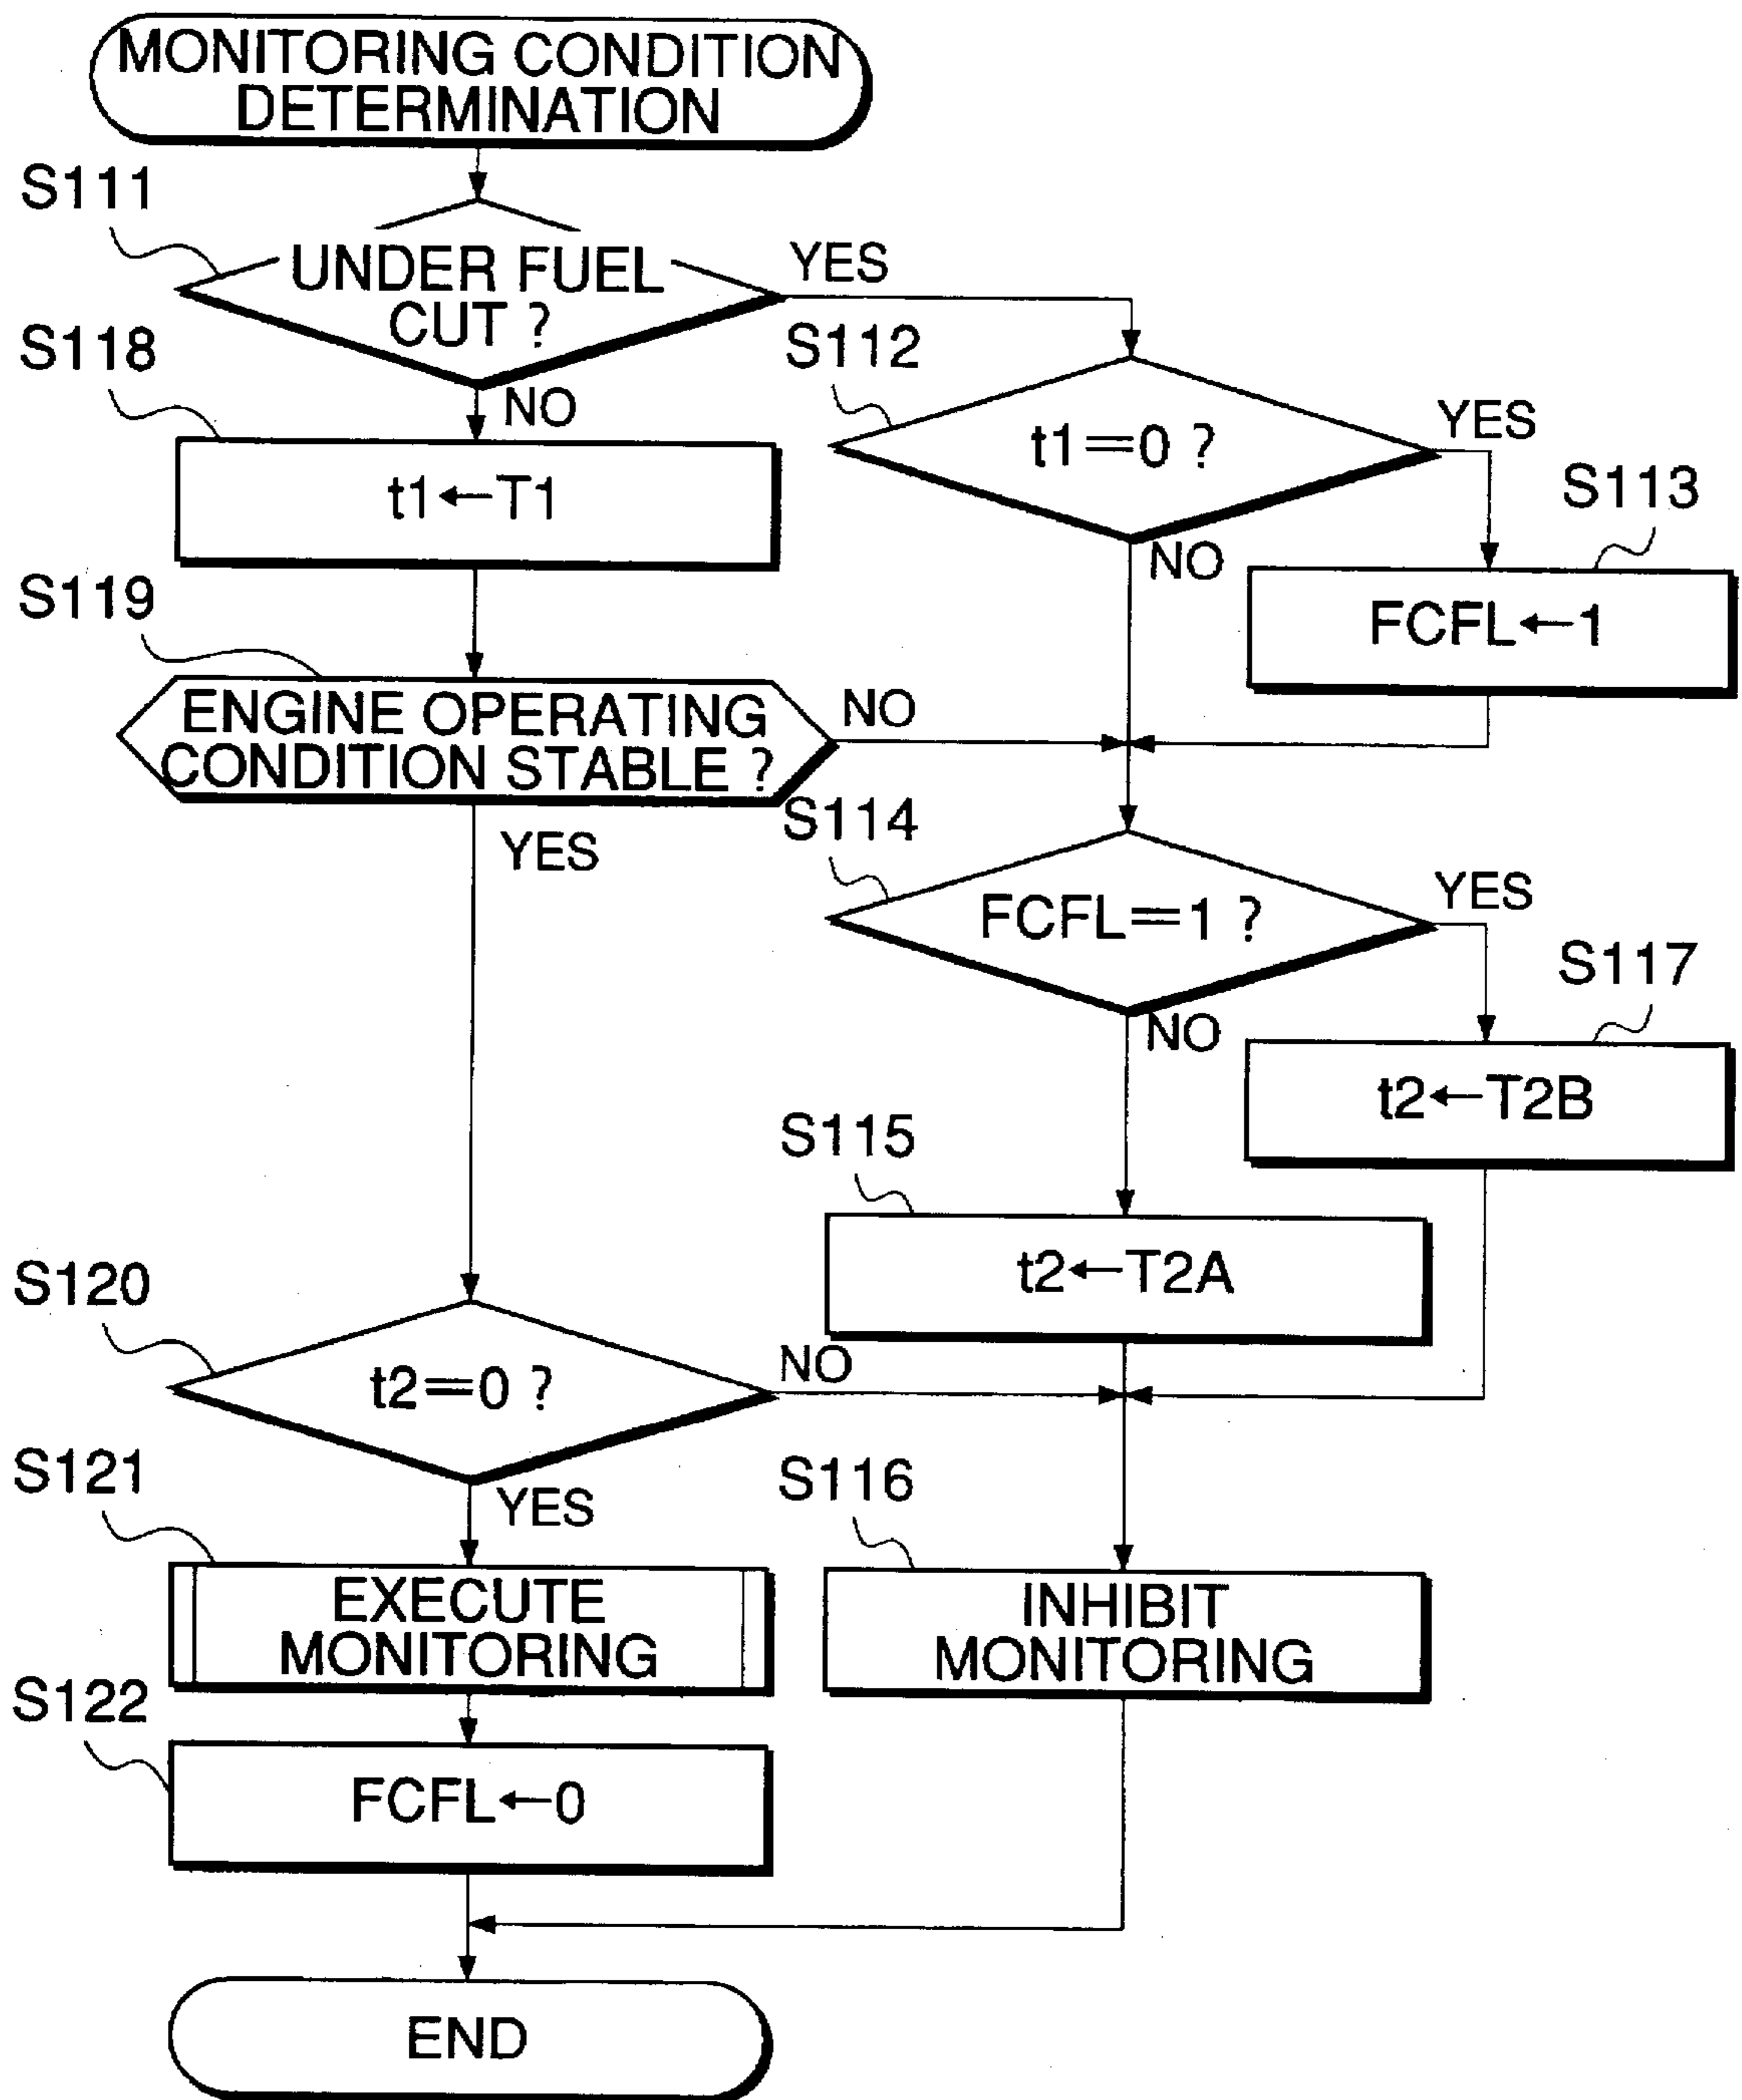 MONITORING CONDITION
DETERMINATION
S111
UNDER FUEL
CUT ?
YES
NO
S112
t1=0 ?
YES
NO
S113
FCFL←1
S118
t1←T1
S119
ENGINE OPERATING
CONDITION STABLE ?
NO
YES
S114
FCFL=1 ?
YES
NO
S117
t2←T2B
S115
t2←T2A
S120
t2=0 ?
NO
YES
S121
EXECUTE
MONITORING
S116
INHIBIT
MONITORING
S122
FCFL←0
END